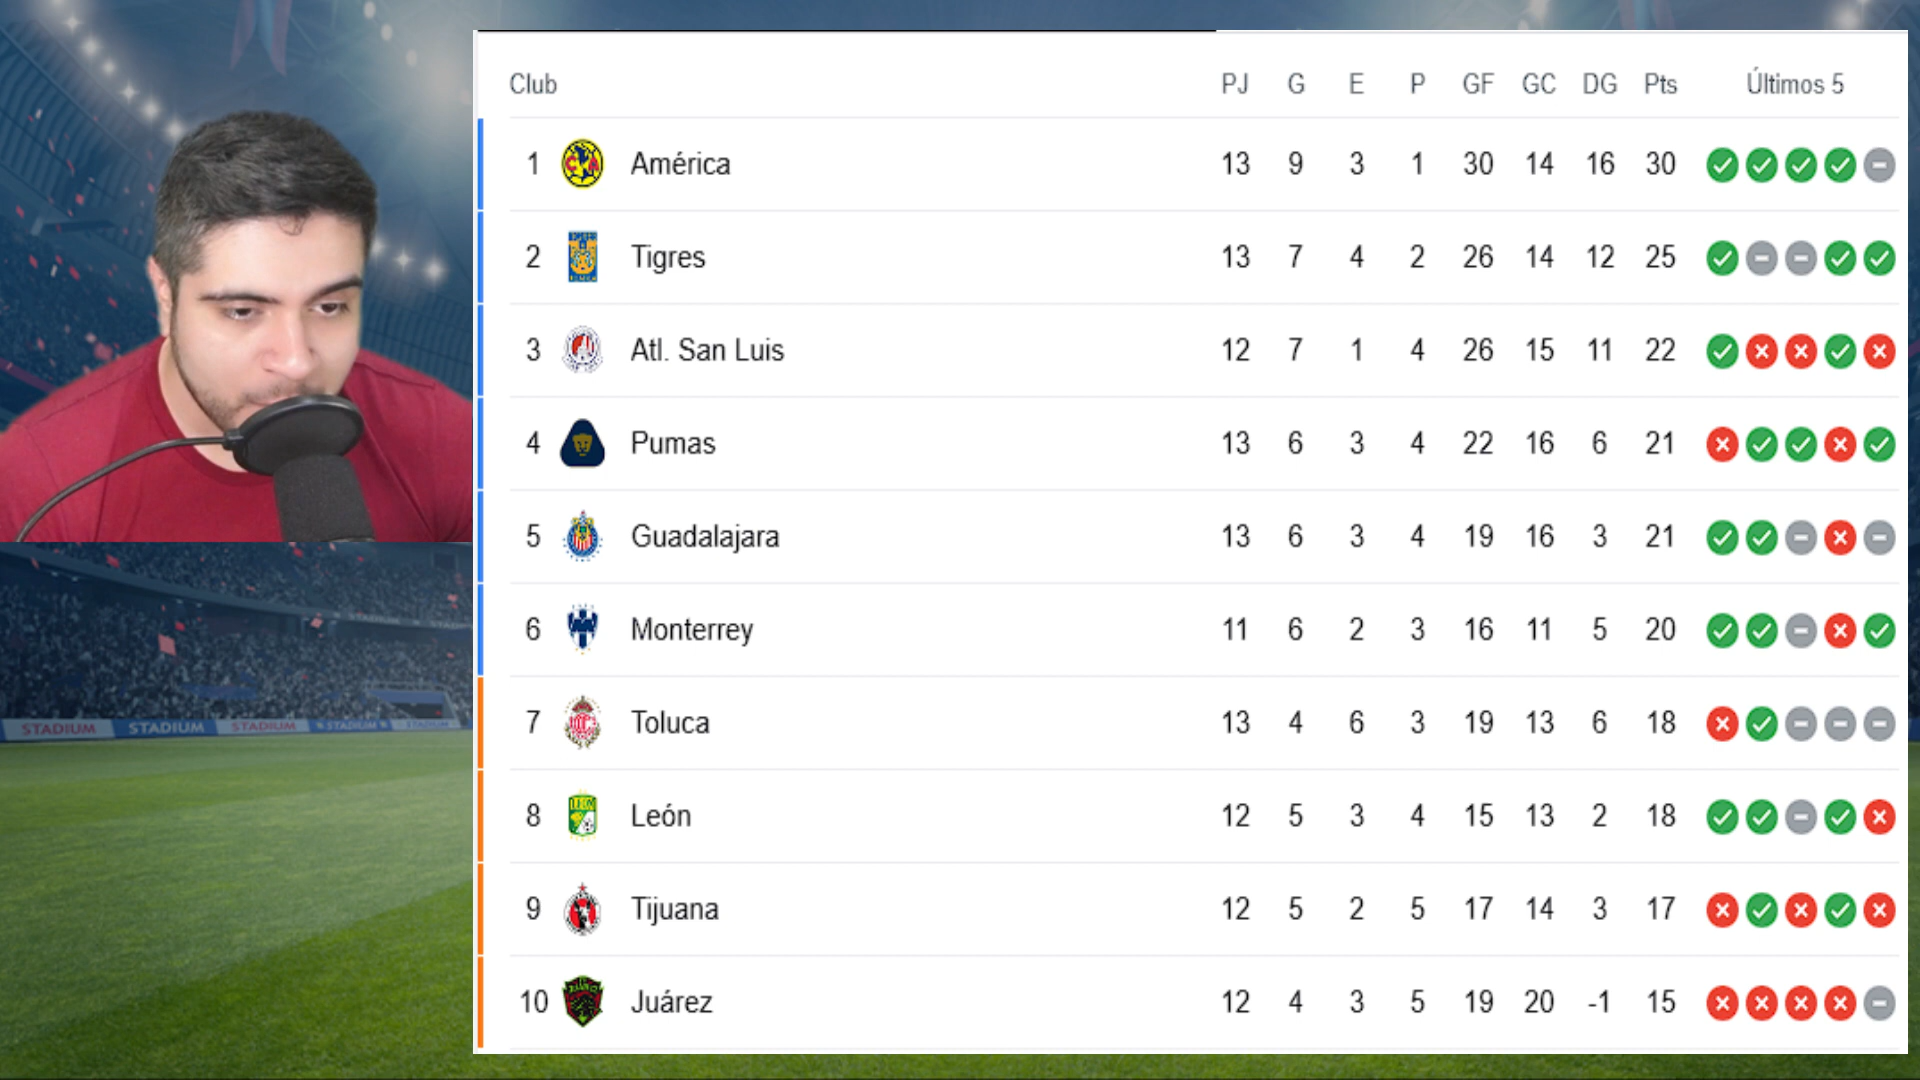 Club PJ G E P GF GC DG Pts Últimos 5
1 América 13 9 3 1 30 14 16 30
2 Tigres 13 7 4 2 26 14 12 25
3 Atl. San Luis 12 7 1 4 26 15 11 22
4 Pumas 13 6 3 4 22 16 6 21
5 Guadalajara 13 6 3 4 19 16 3 21
6 Monterrey 11 6 2 3 16 11 5 20
7 Toluca 13 4 6 3 19 13 6 18
8 León 12 5 3 4 15 13 2 18
9 Tijuana 12 5 2 5 17 14 3 17
10 Juárez 12 4 3 5 19 20 -1 15
STADIUM STADIUM STADIUM STADIUM STADIUM